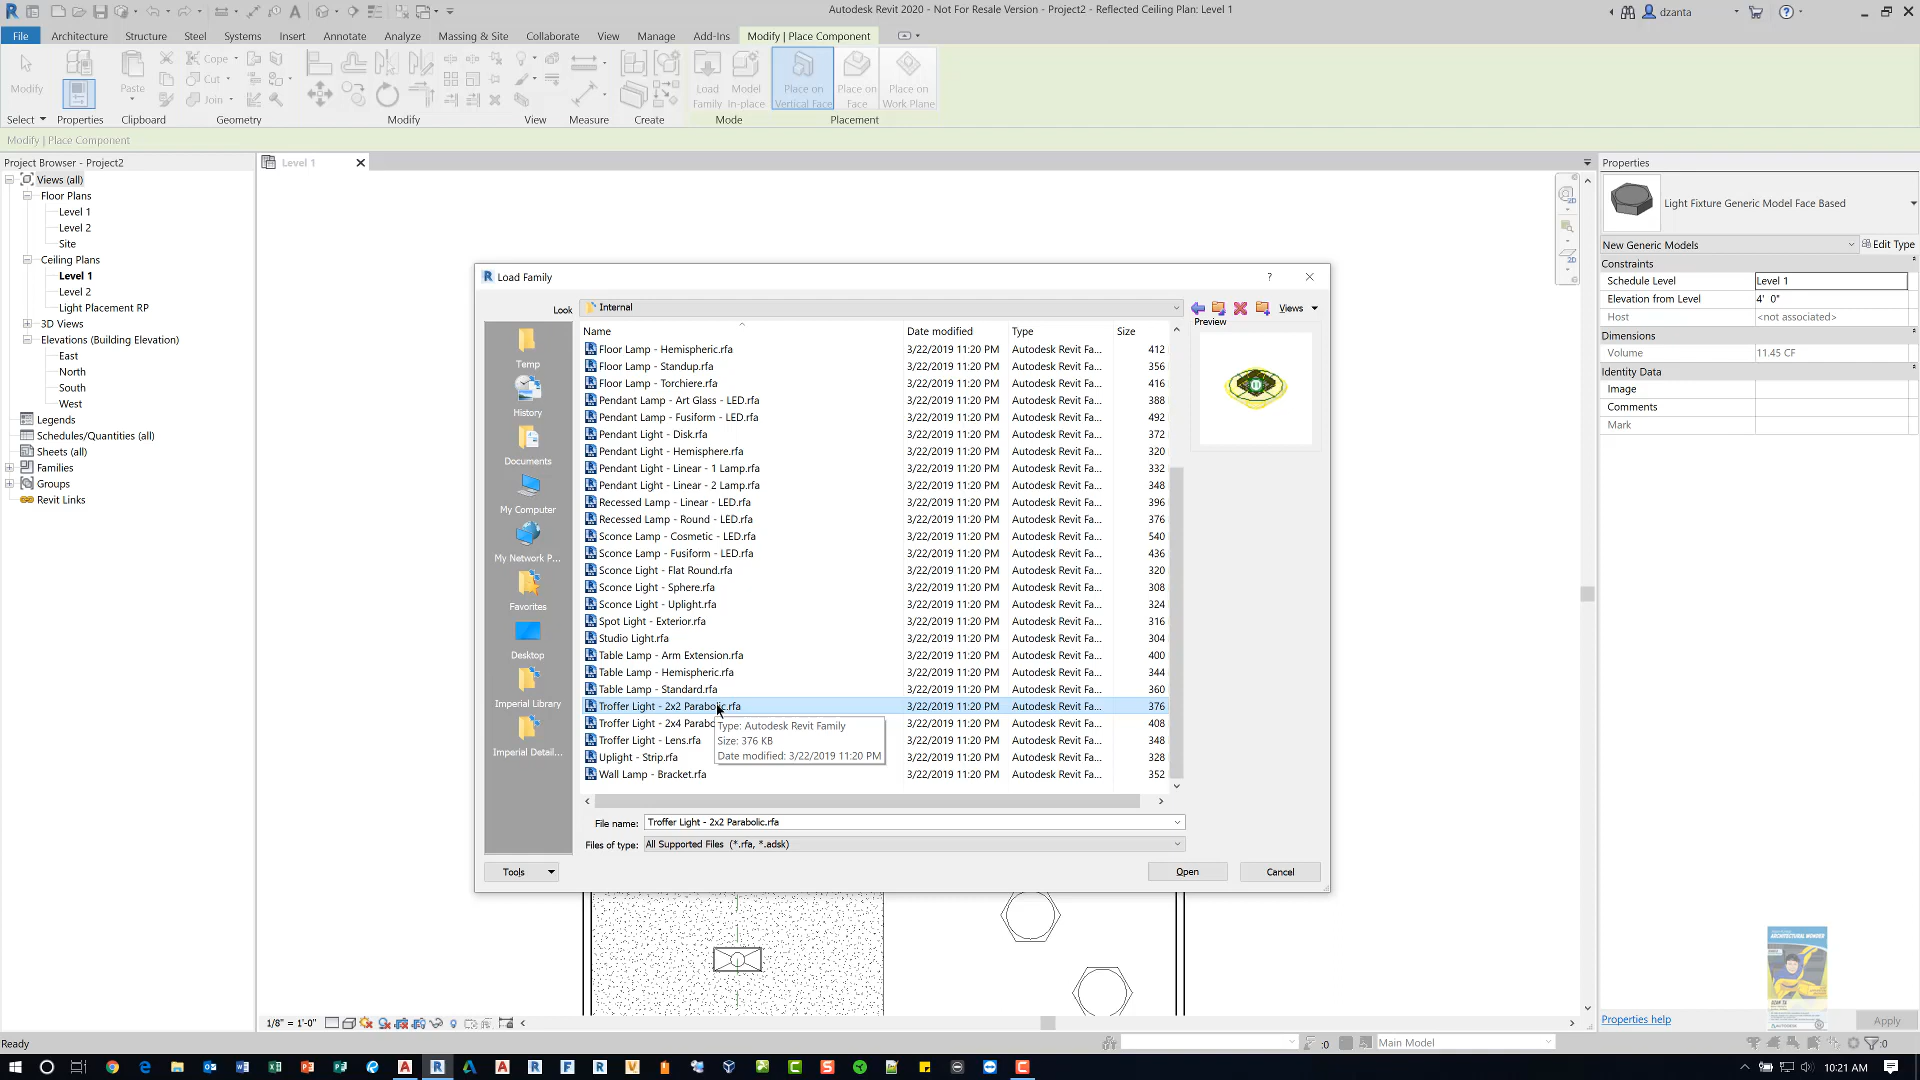 Autodesk Revit 2020 - Not For Resale Version - Project2 - Reflected Ceiling Plan: Level 1
dzanta
File Architecture Structure Steel Systems Insert Annotate Analyze Massing & Site Collaborate View Manage Add-Ins Modify | Place Component
Cope
Cut
Join
Modify
Paste
Load Family
Model In-place
Place on Vertical Face
Place on Face
Place on Work Plane
Select Properties Clipboard Geometry Modify View Measure Create Mode Placement
Modify | Place Component
Project Browser - Project2
Views (all)
Floor Plans
Level 1
Level 2
Site
Ceiling Plans
Level 1
Level 2
Light Placement RP
3D Views
Elevations (Building Elevation)
East
North
South
West
Legends
Schedules/Quantities (all)
Sheets (all)
Families
Groups
Revit Links
Level 1
Load Family
Look
Internal
Views
Temp
History
Documents
My Computer
My Network P...
Favorites
Desktop
Imperial Library
Imperial Detail...
Name Date modified Type Size
Floor Lamp - Hemispheric.rfa 3/22/2019 11:20 PM Autodesk Revit Fa... 412
Floor Lamp - Standup.rfa 3/22/2019 11:20 PM Autodesk Revit Fa... 356
Floor Lamp - Torchiere.rfa 3/22/2019 11:20 PM Autodesk Revit Fa... 416
Pendant Lamp - Art Glass - LED.rfa 3/22/2019 11:20 PM Autodesk Revit Fa... 388
Pendant Lamp - Fusiform - LED.rfa 3/22/2019 11:20 PM Autodesk Revit Fa... 492
Pendant Light - Disk.rfa 3/22/2019 11:20 PM Autodesk Revit Fa... 372
Pendant Light - Hemisphere.rfa 3/22/2019 11:20 PM Autodesk Revit Fa... 320
Pendant Light - Linear - 1 Lamp.rfa 3/22/2019 11:20 PM Autodesk Revit Fa... 332
Pendant Light - Linear - 2 Lamp.rfa 3/22/2019 11:20 PM Autodesk Revit Fa... 348
Recessed Lamp - Linear - LED.rfa 3/22/2019 11:20 PM Autodesk Revit Fa... 396
Recessed Lamp - Round - LED.rfa 3/22/2019 11:20 PM Autodesk Revit Fa... 376
Sconce Lamp - Cosmetic - LED.rfa 3/22/2019 11:20 PM Autodesk Revit Fa... 540
Sconce Lamp - Fusiform - LED.rfa 3/22/2019 11:20 PM Autodesk Revit Fa... 436
Sconce Light - Flat Round.rfa 3/22/2019 11:20 PM Autodesk Revit Fa... 320
Sconce Light - Sphere.rfa 3/22/2019 11:20 PM Autodesk Revit Fa... 308
Sconce Light - Uplight.rfa 3/22/2019 11:20 PM Autodesk Revit Fa... 324
Spot Light - Exterior.rfa 3/22/2019 11:20 PM Autodesk Revit Fa... 316
Studio Light.rfa 3/22/2019 11:20 PM Autodesk Revit Fa... 304
Table Lamp - Arm Extension.rfa 3/22/2019 11:20 PM Autodesk Revit Fa... 400
Table Lamp - Hemispheric.rfa 3/22/2019 11:20 PM Autodesk Revit Fa... 344
Table Lamp - Standard.rfa 3/22/2019 11:20 PM Autodesk Revit Fa... 360
Troffer Light - 2x2 Parabolic.rfa 3/22/2019 11:20 PM Autodesk Revit Fa... 376
Troffer Light - 2x4 Parabo 3/22/2019 11:20 PM Autodesk Revit Fa... 408
Troffer Light - Lens.rfa 3/22/2019 11:20 PM Autodesk Revit Fa... 348
Uplight - Strip.rfa 3/22/2019 11:20 PM Autodesk Revit Fa... 328
Wall Lamp - Bracket.rfa 3/22/2019 11:20 PM Autodesk Revit Fa... 352
Type: Autodesk Revit Family
Size: 376 KB
Date modified: 3/22/2019 11:20 PM
Preview
File name: Troffer Light - 2x2 Parabolic.rfa
Files of type: All Supported Files (*.rfa, *.adsk)
Tools
Open
Cancel
Properties
Light Fixture Generic Model Face Based
New Generic Models Edit Type
Constraints
Schedule Level Level 1
Elevation from Level 4' 0"
Host <not associated>
Dimensions
Volume 11.45 CF
Identity Data
Image
Comments
Mark
ARCHITECTURAL WONDER
AUTODESK
Properties help
Apply
1/8" = 1'-0"
Ready
:0
Main Model
:0
10:21 AM